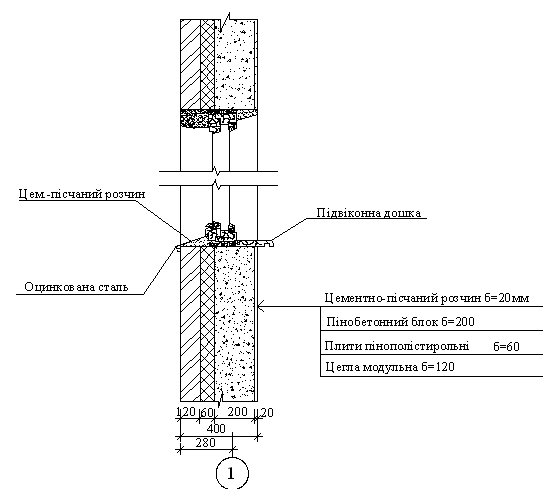 Цем.-пісчаний розчин
Підвіконна дошка
Оцинкована сталь
Цементно-пісчаний розчин б=20мм
Пінобетонний блок б=200
Плити пінополістирольні б=60
Цегла модульна б=120
120 60 200 20
400
280
1